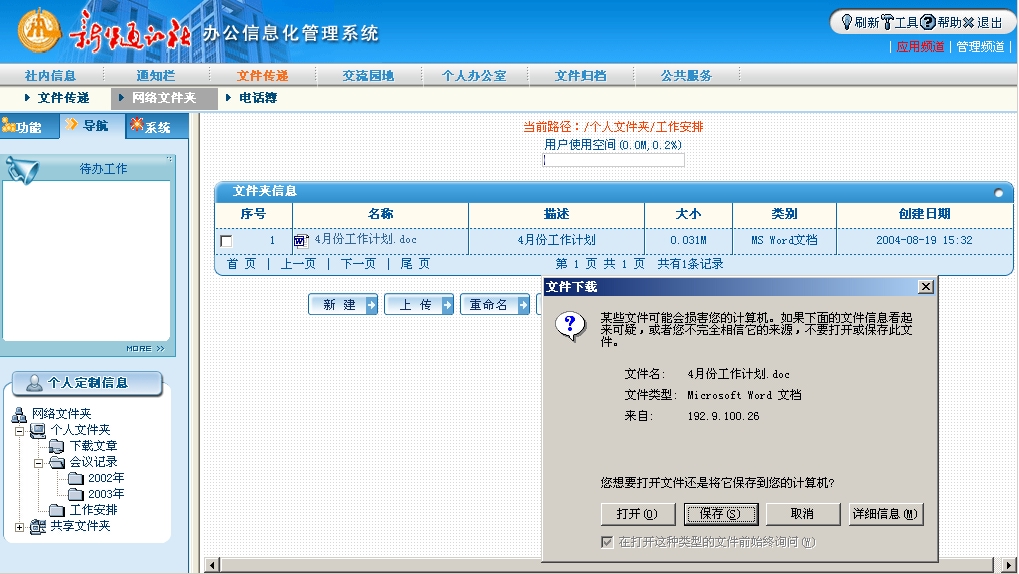 新华通讯社 办公信息化管理系统
刷新 工具 帮助 退出
应用频道 | 管理频道
社内信息 通知栏 文件传递 交流园地 个人办公室 文件归档 公共服务
文件传递 网络文件夹 电话簿
功能 导航 系统
当前路径：/个人文件夹/工作安排
用户使用空间(0.0M,0.2%)
待办工作
MORE >>
文件夹信息
序号 名称 描述 大小 类别 创建日期
1 4月份工作计划.doc 4月份工作计划 0.031M MS Word文档 2004-08-19 15:32
首 页 | 上一页 | 下一页 | 尾 页 第 1 页 共 1 页 共有1条记录
新 建 上 传 重命名
个人定制信息
网络文件夹
个人文件夹
下载文章
会议记录
2002年
2003年
工作安排
共享文件夹
文件下载
某些文件可能会损害您的计算机。如果下面的文件信息看起
来可疑，或者您不完全相信它的来源，不要打开或保存此文
件。
文件名: 4月份工作计划.doc
文件类型: Microsoft Word 文档
来自: 192.9.100.26
您想要打开文件还是将它保存到您的计算机?
打开(O) 保存(S) 取消 详细信息(M)
在打开这种类型的文件前始终询问(W)